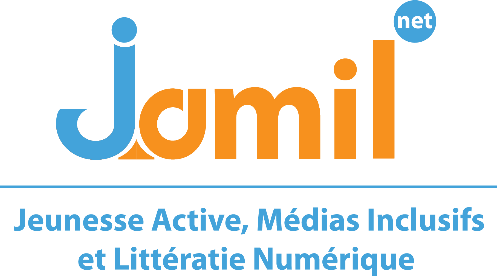 Jamil net
Jeunesse Active, Médias Inclusifs
et Littératie Numérique